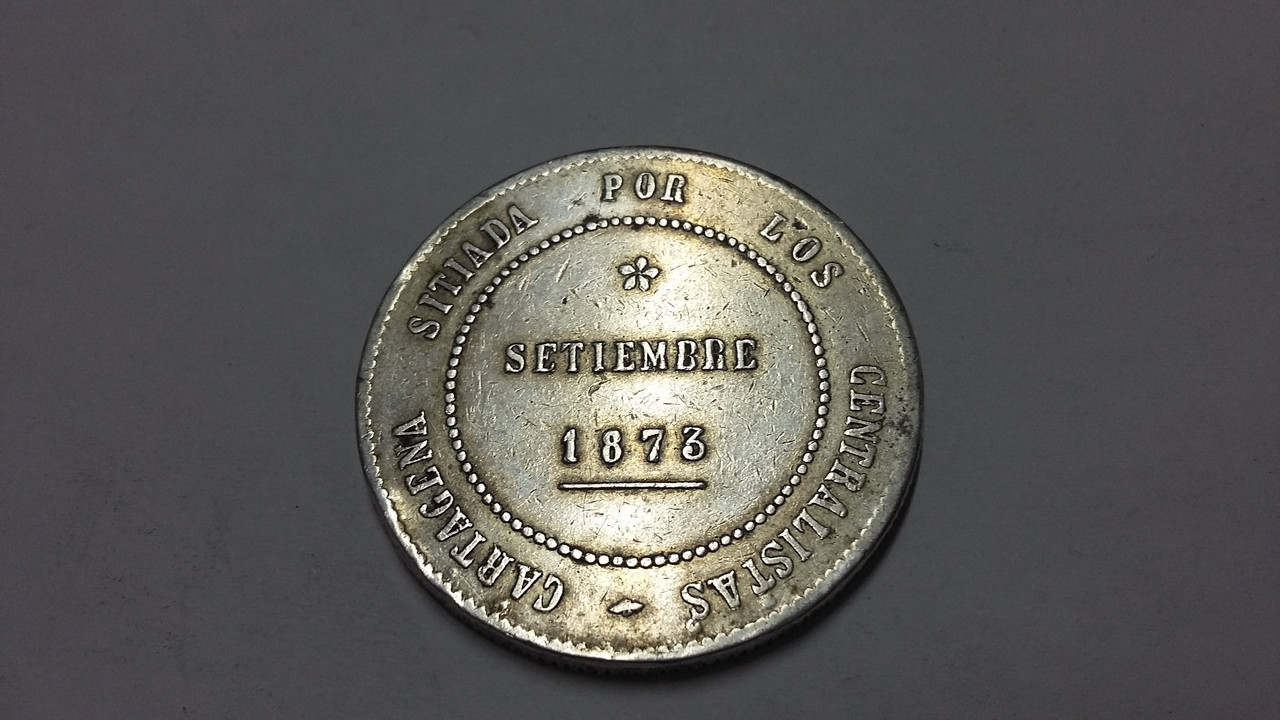 CARTAGENA SITIADA POR LOS CENTRALISTAS
SETIEMBRE
1873